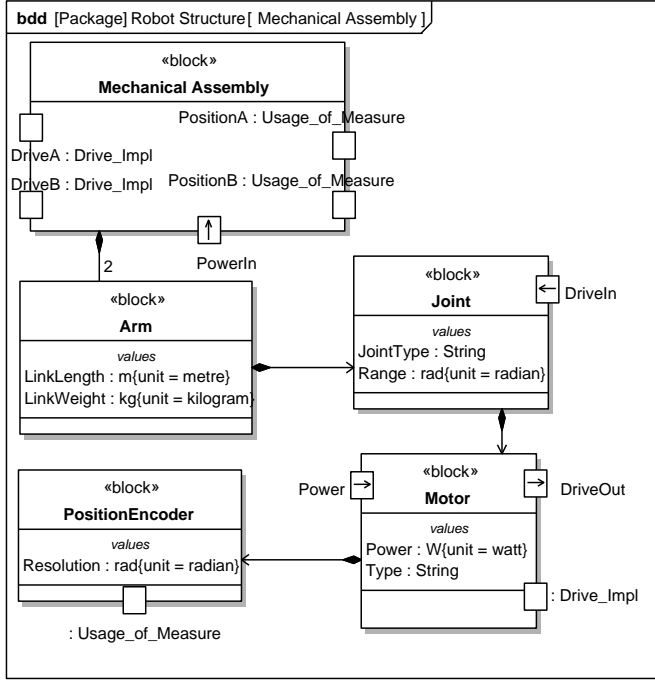 bdd [Package] Robot Structure[ Mechanical Assembly ]
«block»
Mechanical Assembly
PositionA : Usage_of_Measure
DriveA : Drive_Impl
DriveB : Drive_Impl
PositionB : Usage_of_Measure
PowerIn
2
«block»
Arm
values
LinkLength : m{unit = metre}
LinkWeight : kg{unit = kilogram}
«block»
Joint
values
JointType : String
Range : rad{unit = radian}
DriveIn
«block»
PositionEncoder
values
Resolution : rad{unit = radian}
: Usage_of_Measure
Power
«block»
Motor
values
Power : W{unit = watt}
Type : String
DriveOut
: Drive_Impl